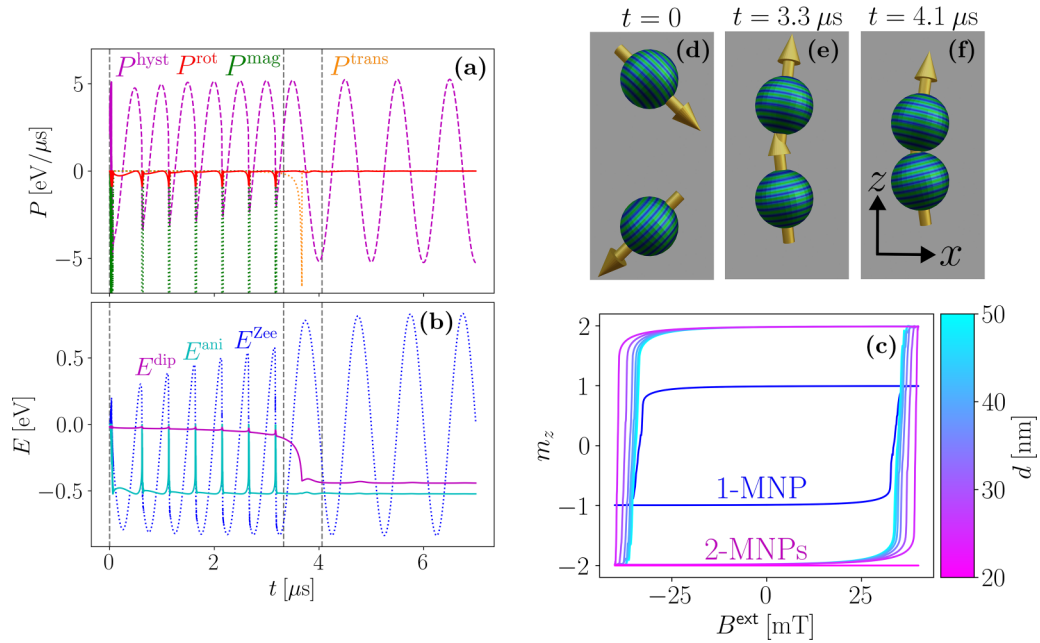 t = 0
t = 3.3 μs
t = 4.1 μs
P^hyst P^rot P^mag P^trans (a)
5
0
−5
P [eV/μs]
E^dip E^ani E^Zee (b)
0.5
0.0
−0.5
E [eV]
0 2 4 6
t [μs]
(d) (e) (f)
z
x
(c)
2
1
0
−1
−2
m_z
1-MNP
2-MNPs
−25 0 25
B^ext [mT]
50
40
30
20
d [nm]